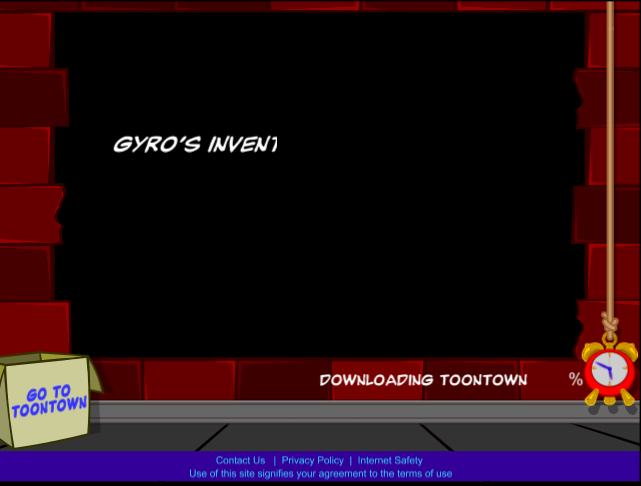 GYRO'S INVENT
DOWNLOADING TOONTOWN %
GO TO
TOONTOWN
Contact Us | Privacy Policy | Internet Safety
Use of this site signifies your agreement to the terms of use